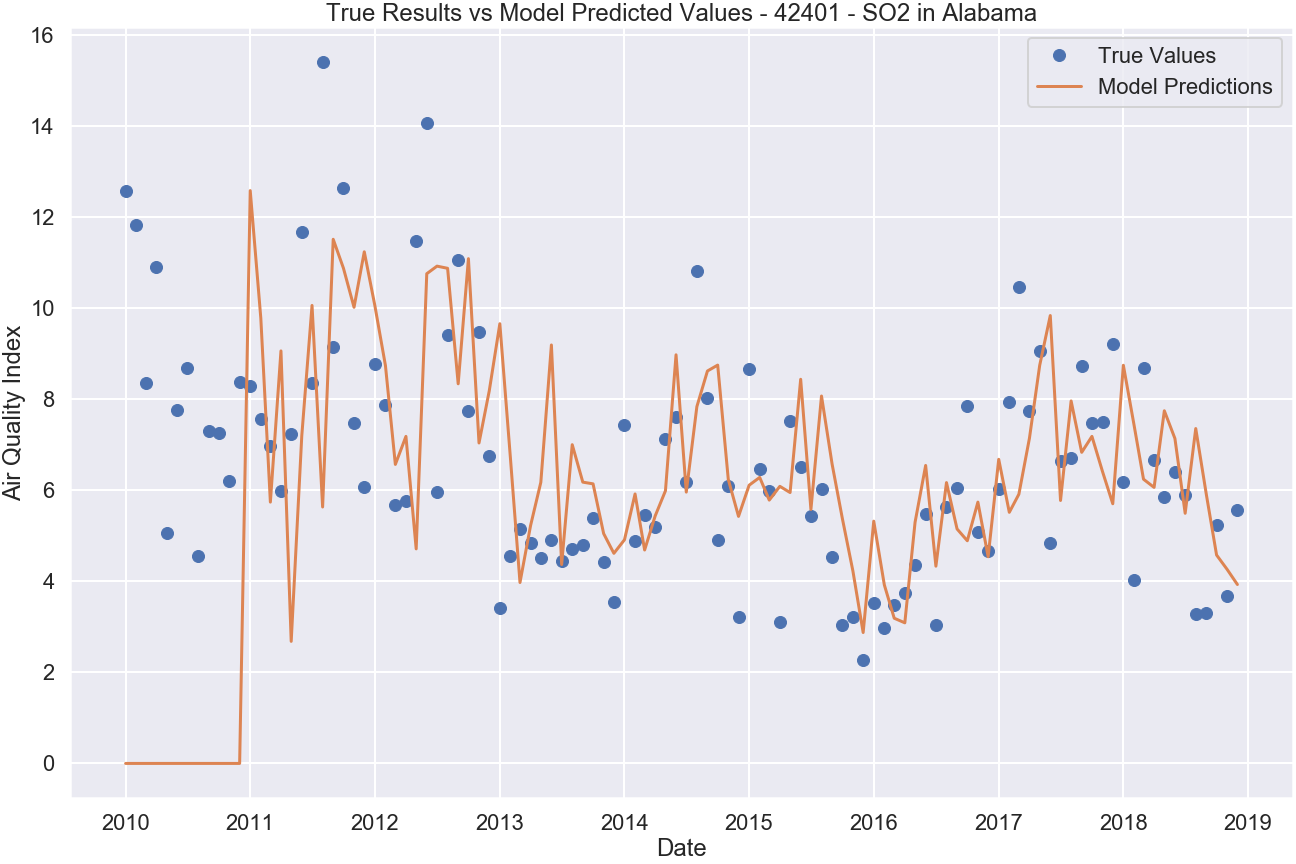 True Results vs Model Predicted Values - 42401 - SO2 in Alabama
True Values
Model Predictions
Air Quality Index
16
14
12
10
8
6
4
2
0
2010 2011 2012 2013 2014 2015 2016 2017 2018 2019
Date